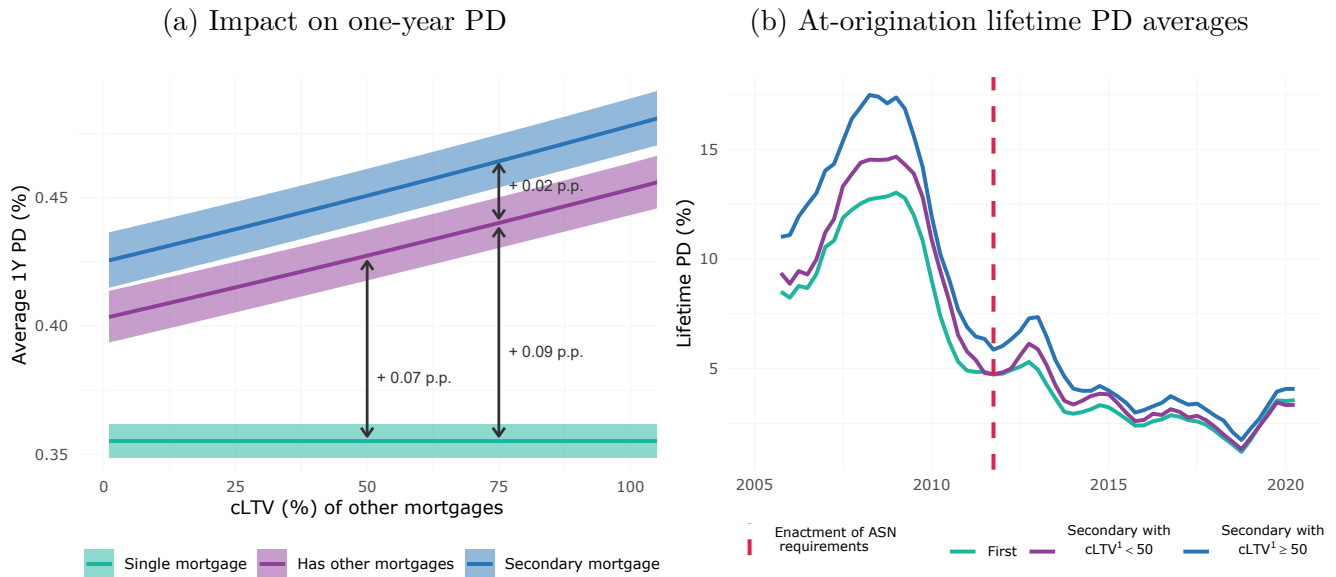 (a) Impact on one-year PD
Average 1Y PD (%)
0.45
0.40
0.35
+ 0.02 p.p.
+ 0.09 p.p.
+ 0.07 p.p.
0
25
50
75
100
cLTV (%) of other mortgages
Single mortgage
Has other mortgages
Secondary mortgage
(b) At-origination lifetime PD averages
Lifetime PD (%)
15
10
5
2005
2010
2015
2020
Enactment of ASN
requirements
First
Secondary with
cLTV¹ < 50
Secondary with
cLTV¹ ≥ 50